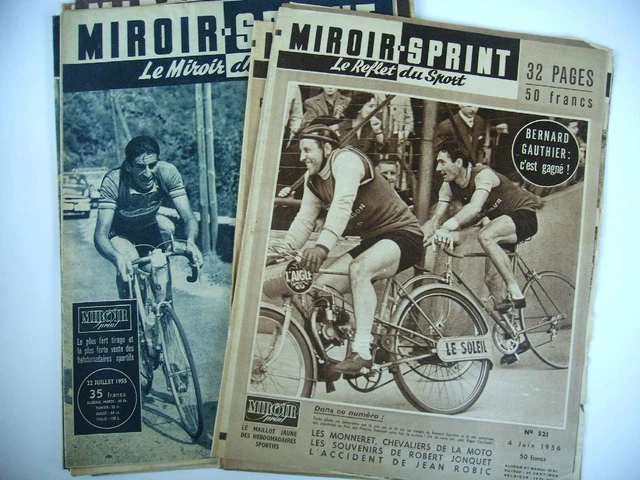 MIROIR-S
Le Miroir d
MIROIR
sprint
Le plus fort tirage et
la plus forte vente des
hebdomadaires sportifs
22 JUILLET 1955
35 francs
MIROIR-SPRINT
Le Reflet du Sport
32 PAGES
50 francs
BERNARD
GAUTHIER:
c'est gagné !
L'AIGLE
LE SOLEIL
MIROIR
sprint
LE MAILLOT JAUNE
DES HEBDOMADAIRES
SPORTIFS
Dans ce numéro :
LES MONNERET, CHEVALIERS DE LA MOTO
LES SOUVENIRS DE ROBERT JONQUET
L'ACCIDENT DE JEAN ROBIC
N° 521
4 Juin 1956
50 francs